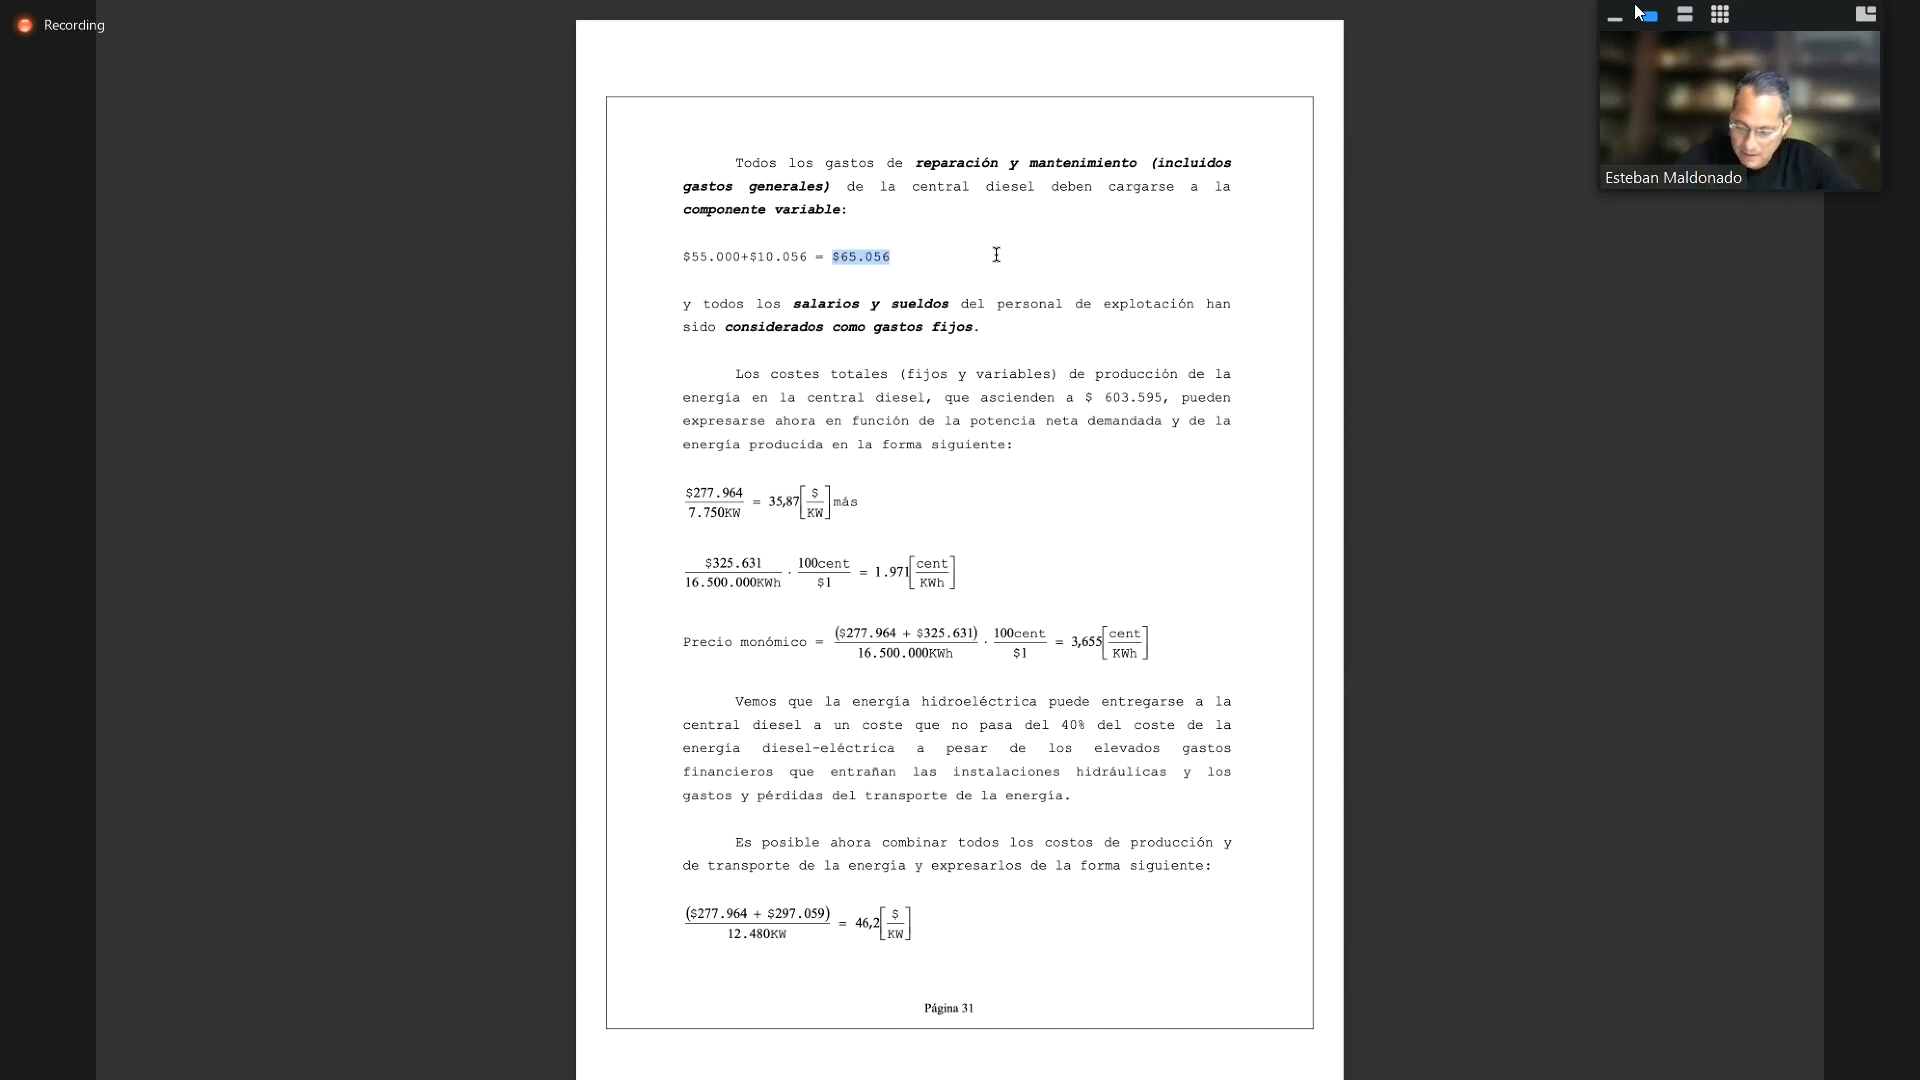 Recording
Esteban Maldonado
Todos los gastos de reparación y mantenimiento (incluidos
gastos generales) de la central diesel deben cargarse a la
componente variable:
$55.000+$10.056 = $65.056
y todos los salarios y sueldos del personal de explotación han
sido considerados como gastos fijos.
Los costes totales (fijos y variables) de producción de la
energía en la central diesel, que ascienden a $ 603.595, pueden
expresarse ahora en función de la potencia neta demandada y de la
energía producida en la forma siguiente:
$277.964 / 7.750KW = 35,87[$/KW]más
$325.631 / 16.500.000KWh · 100cent / $1 = 1.971[cent/KWh]
Precio monómico = ($277.964 + $325.631) / 16.500.000KWh · 100cent / $1 = 3,655[cent/KWh]
Vemos que la energía hidroeléctrica puede entregarse a la
central diesel a un coste que no pasa del 40% del coste de la
energía diesel-eléctrica a pesar de los elevados gastos
financieros que entrañan las instalaciones hidráulicas y los
gastos y pérdidas del transporte de la energía.
Es posible ahora combinar todos los costos de producción y
de transporte de la energía y expresarlos de la forma siguiente:
($277.964 + $297.059) / 12.480KW = 46,2[$/KW]
Página 31